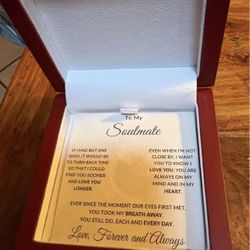 To My
Soulmate
IF I HAD BUT ONE
WISH, IT WOULD BE
TO TURN BACK TIME
SO THAT I COULD
FIND YOU SOONER
AND LOVE YOU
LONGER.
EVEN WHEN I'M NOT
CLOSE BY, I WANT
YOU TO KNOW I
LOVE YOU. YOU ARE
ALWAYS ON MY
MIND AND IN MY
HEART.
EVER SINCE THE MOMENT OUR EYES FIRST MET,
YOU TOOK MY BREATH AWAY.
YOU STILL DO, EACH AND EVERY DAY.
Love, Forever and Always